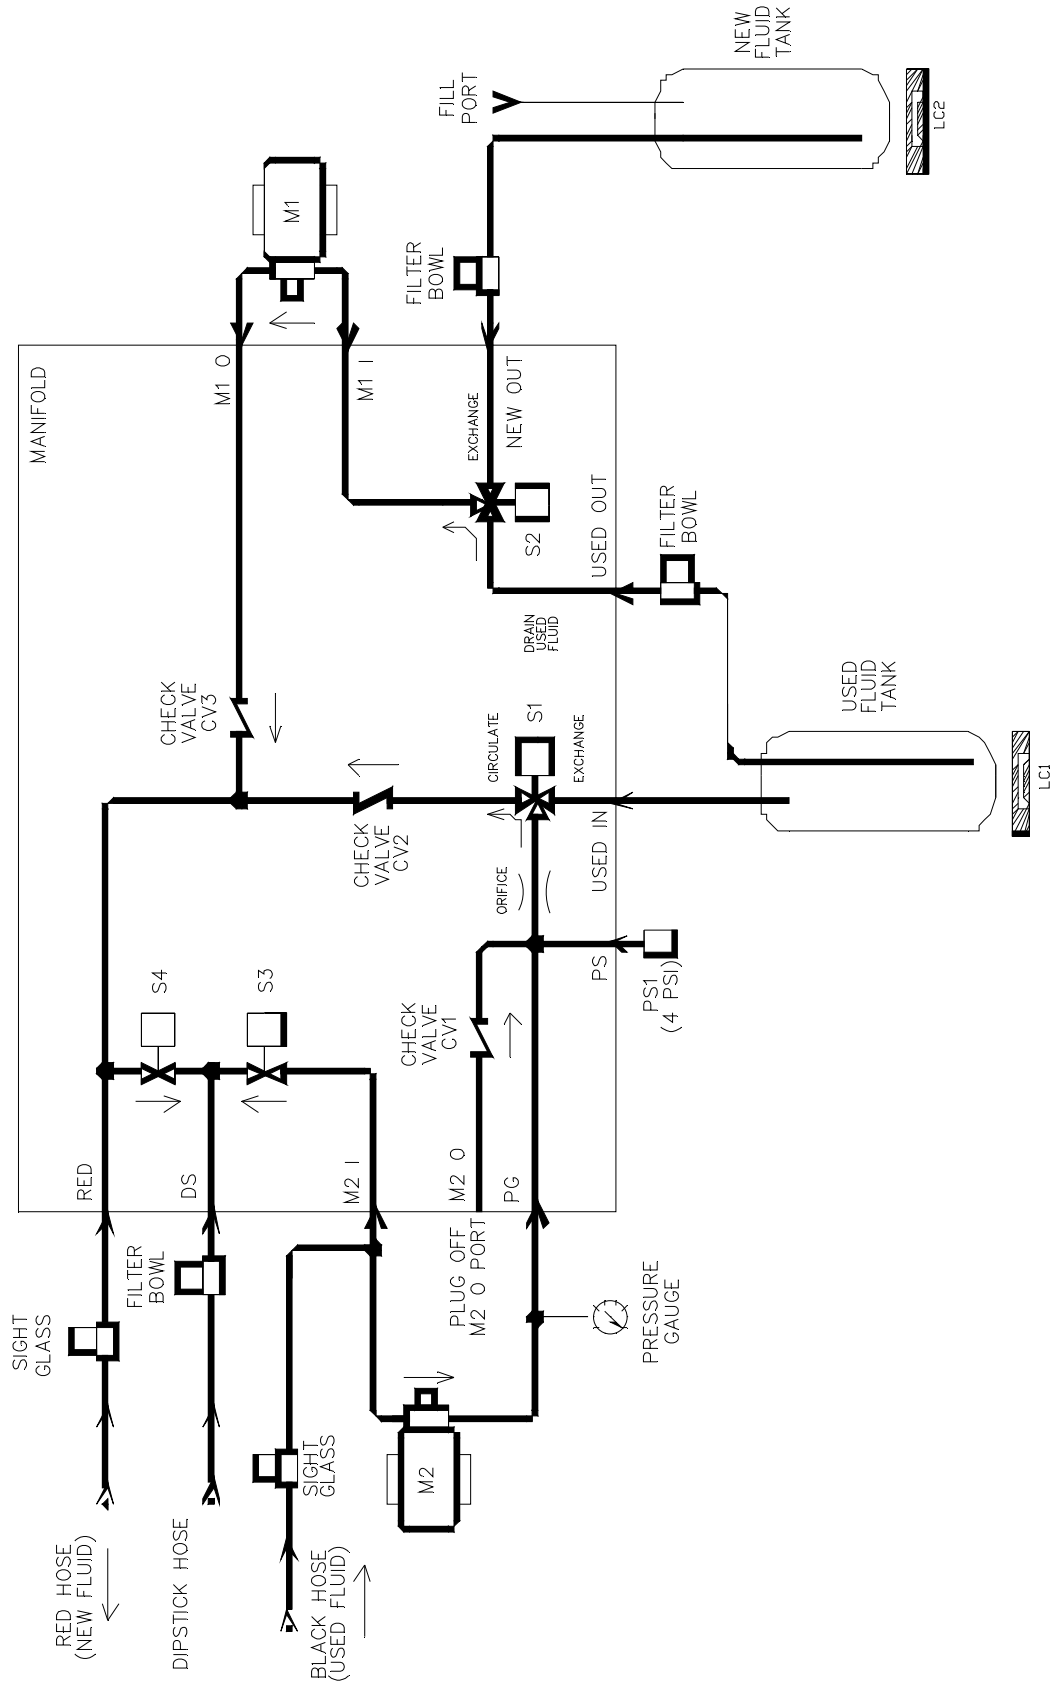 RED HOSE
(NEW FLUID)
SIGHT
GLASS
RED
S4
CHECK
VALVE
CV3
MANIFOLD
M1 O
M1
DIPSTICK HOSE
FILTER
BOWL
DS
S3
M1 I
BLACK HOSE
(USED FLUID)
SIGHT
GLASS
M2 I
CHECK
VALVE
CV2
M2
PLUG OFF
M2 O PORT
M2 O
CHECK
VALVE
CV1
CIRCULATE
EXCHANGE
FILTER
BOWL
FILL
PORT
PG
ORIFICE
S1
DRAIN
USED
FLUID
S2
NEW OUT
PRESSURE
GAUGE
PS
USED IN
EXCHANGE
USED OUT
PS1
(4 PSI)
FILTER
BOWL
NEW
FLUID
TANK
USED
FLUID
TANK
LC2
LC1